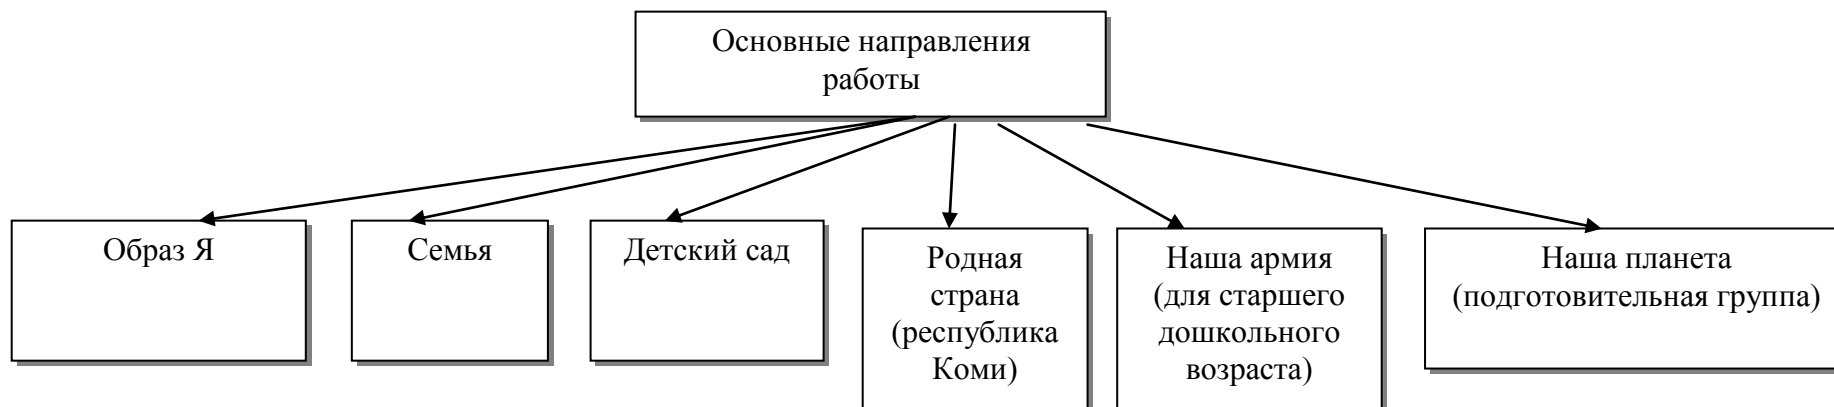 Основные направления
работы
Образ Я
Семья
Детский сад
Родная
страна
(республика
Коми)
Наша армия
(для старшего
дошкольного
возраста)
Наша планета
(подготовительная группа)